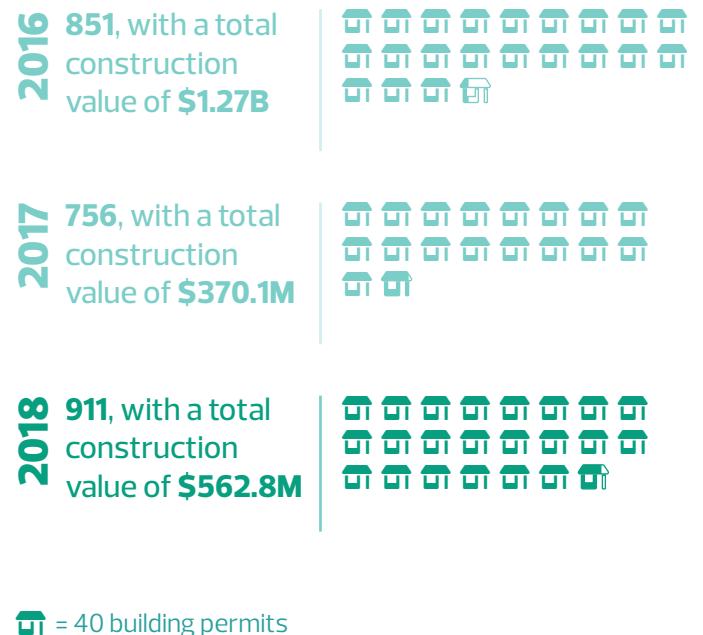 2016
851, with a total
construction
value of $1.27B
2017
756, with a total
construction
value of $370.1M
2018
911, with a total
construction
value of $562.8M
= 40 building permits